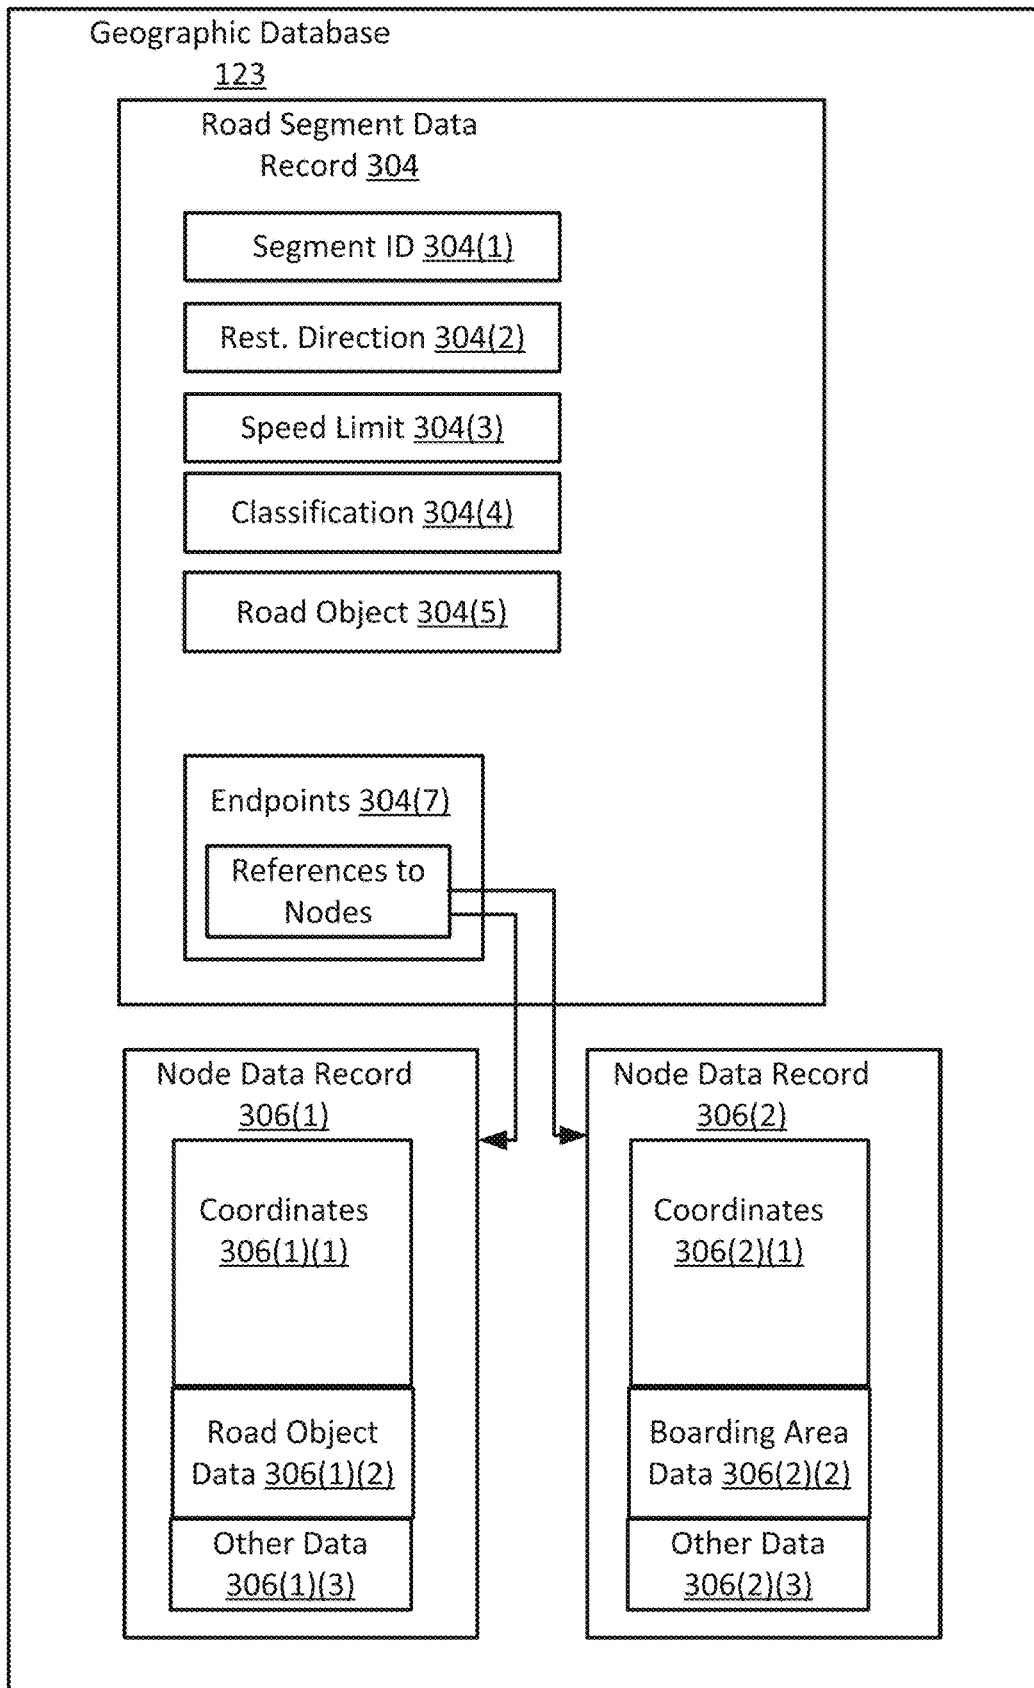 Geographic Database
123
Road Segment Data
Record 304
Segment ID 304(1)
Rest. Direction 304(2)
Speed Limit 304(3)
Classification 304(4)
Road Object 304(5)
Endpoints 304(7)
References to
Nodes
Node Data Record
306(1)
Coordinates
306(1)(1)
Road Object
Data 306(1)(2)
Other Data
306(1)(3)
Node Data Record
306(2)
Coordinates
306(2)(1)
Boarding Area
Data 306(2)(2)
Other Data
306(2)(3)